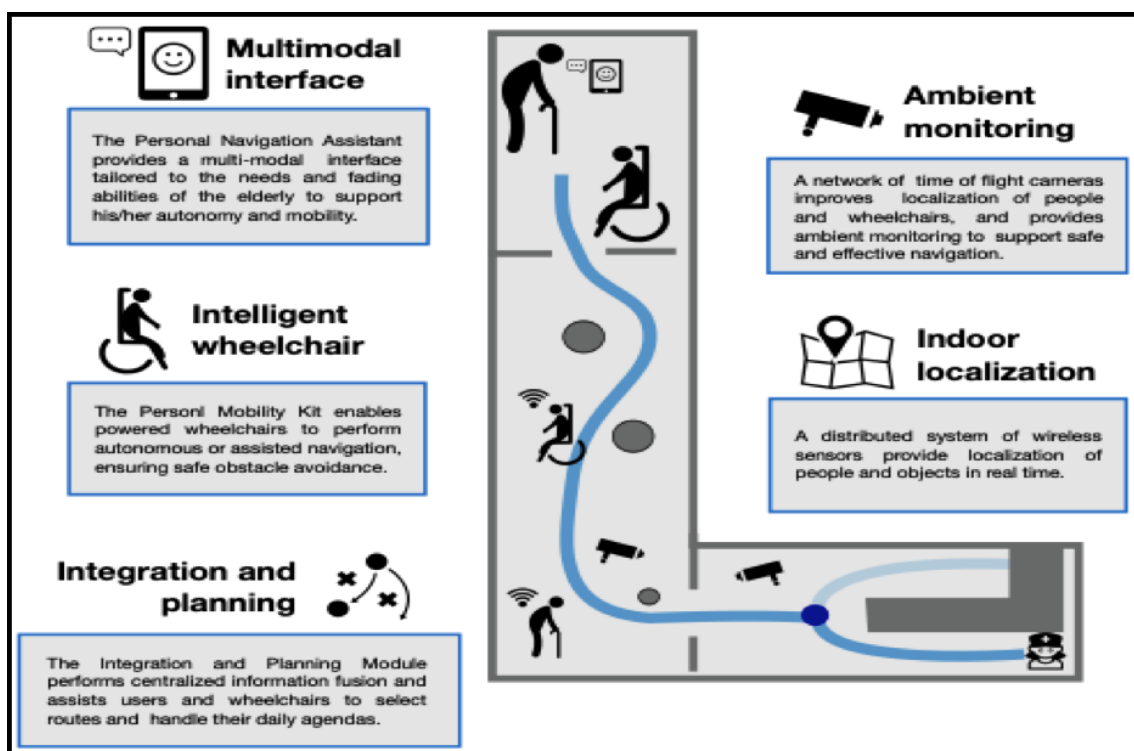 Multimodal
interface
The Personal Navigation Assistant
provides a multi-modal interface
tailored to the needs and fading
abilities of the elderly to support
his/her autonomy and mobility.
Intelligent
wheelchair
The Personl Mobility Kit enables
powered wheelchairs to perform
autonomous or assisted navigation,
ensuring safe obstacle avoidance.
Integration and
planning
The Integration and Planning Module
performs centralized information fusion and
assists users and wheelchairs to select
routes and handle their daily agendas.
Ambient
monitoring
A network of time of flight cameras
improves localization of people
and wheelchairs, and provides
ambient monitoring to support safe
and effective navigation.
Indoor
localization
A distributed system of wireless
sensors provide localization of
people and objects in real time.